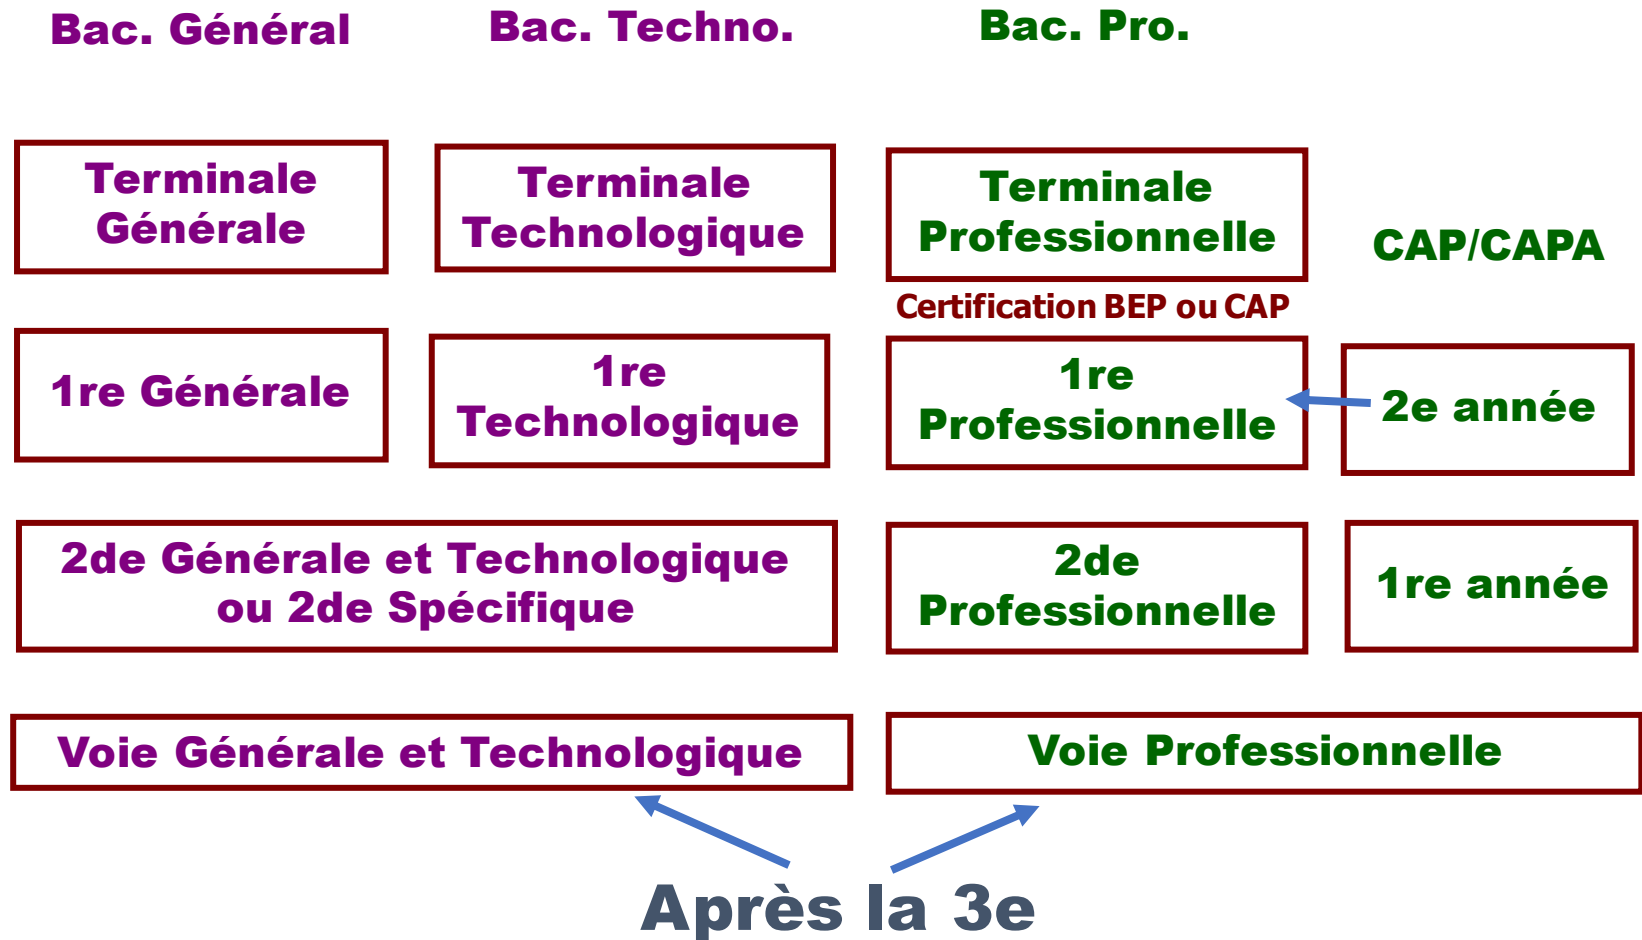 Bac. Général
Bac. Techno.
Bac. Pro.
Terminale
Générale
Terminale
Technologique
Terminale
Professionnelle
CAP/CAPA
Certification BEP ou CAP
1re Générale
1re
Technologique
1re
Professionnelle
2e année
2de Générale et Technologique
ou 2de Spécifique
2de
Professionnelle
1re année
Voie Générale et Technologique
Voie Professionnelle
Après la 3e